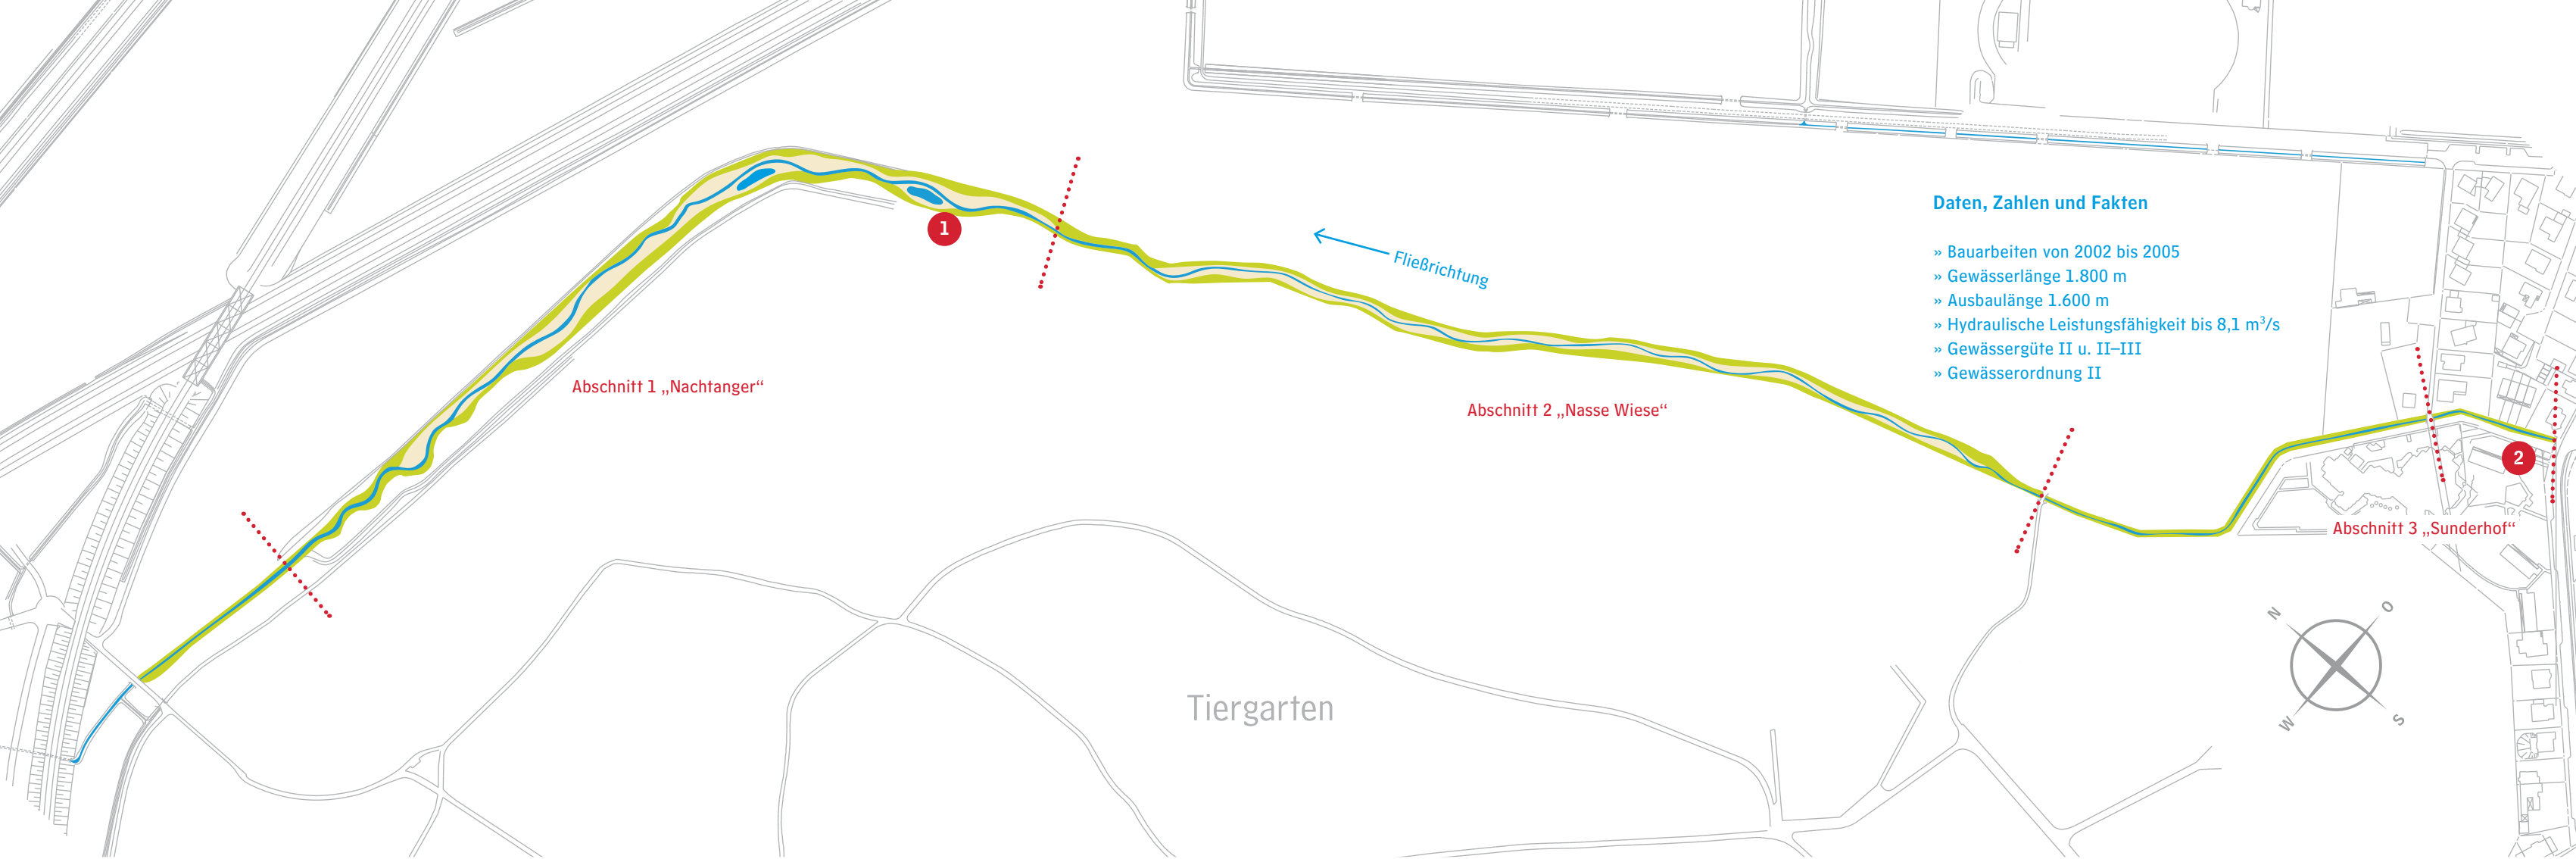 Daten, Zahlen und Fakten
» Bauarbeiten von 2002 bis 2005
» Gewässerlänge 1.800 m
» Ausbaulänge 1.600 m
» Hydraulische Leistungsfähigkeit bis 8,1 m³/s
» Gewässergüte II u. II–III
» Gewässerordnung II
1
Fließrichtung
Abschnitt 1 „Nachtanger“
Abschnitt 2 „Nasse Wiese“
2
Abschnitt 3 „Sunderhof“
Tiergarten
N
O
W
S